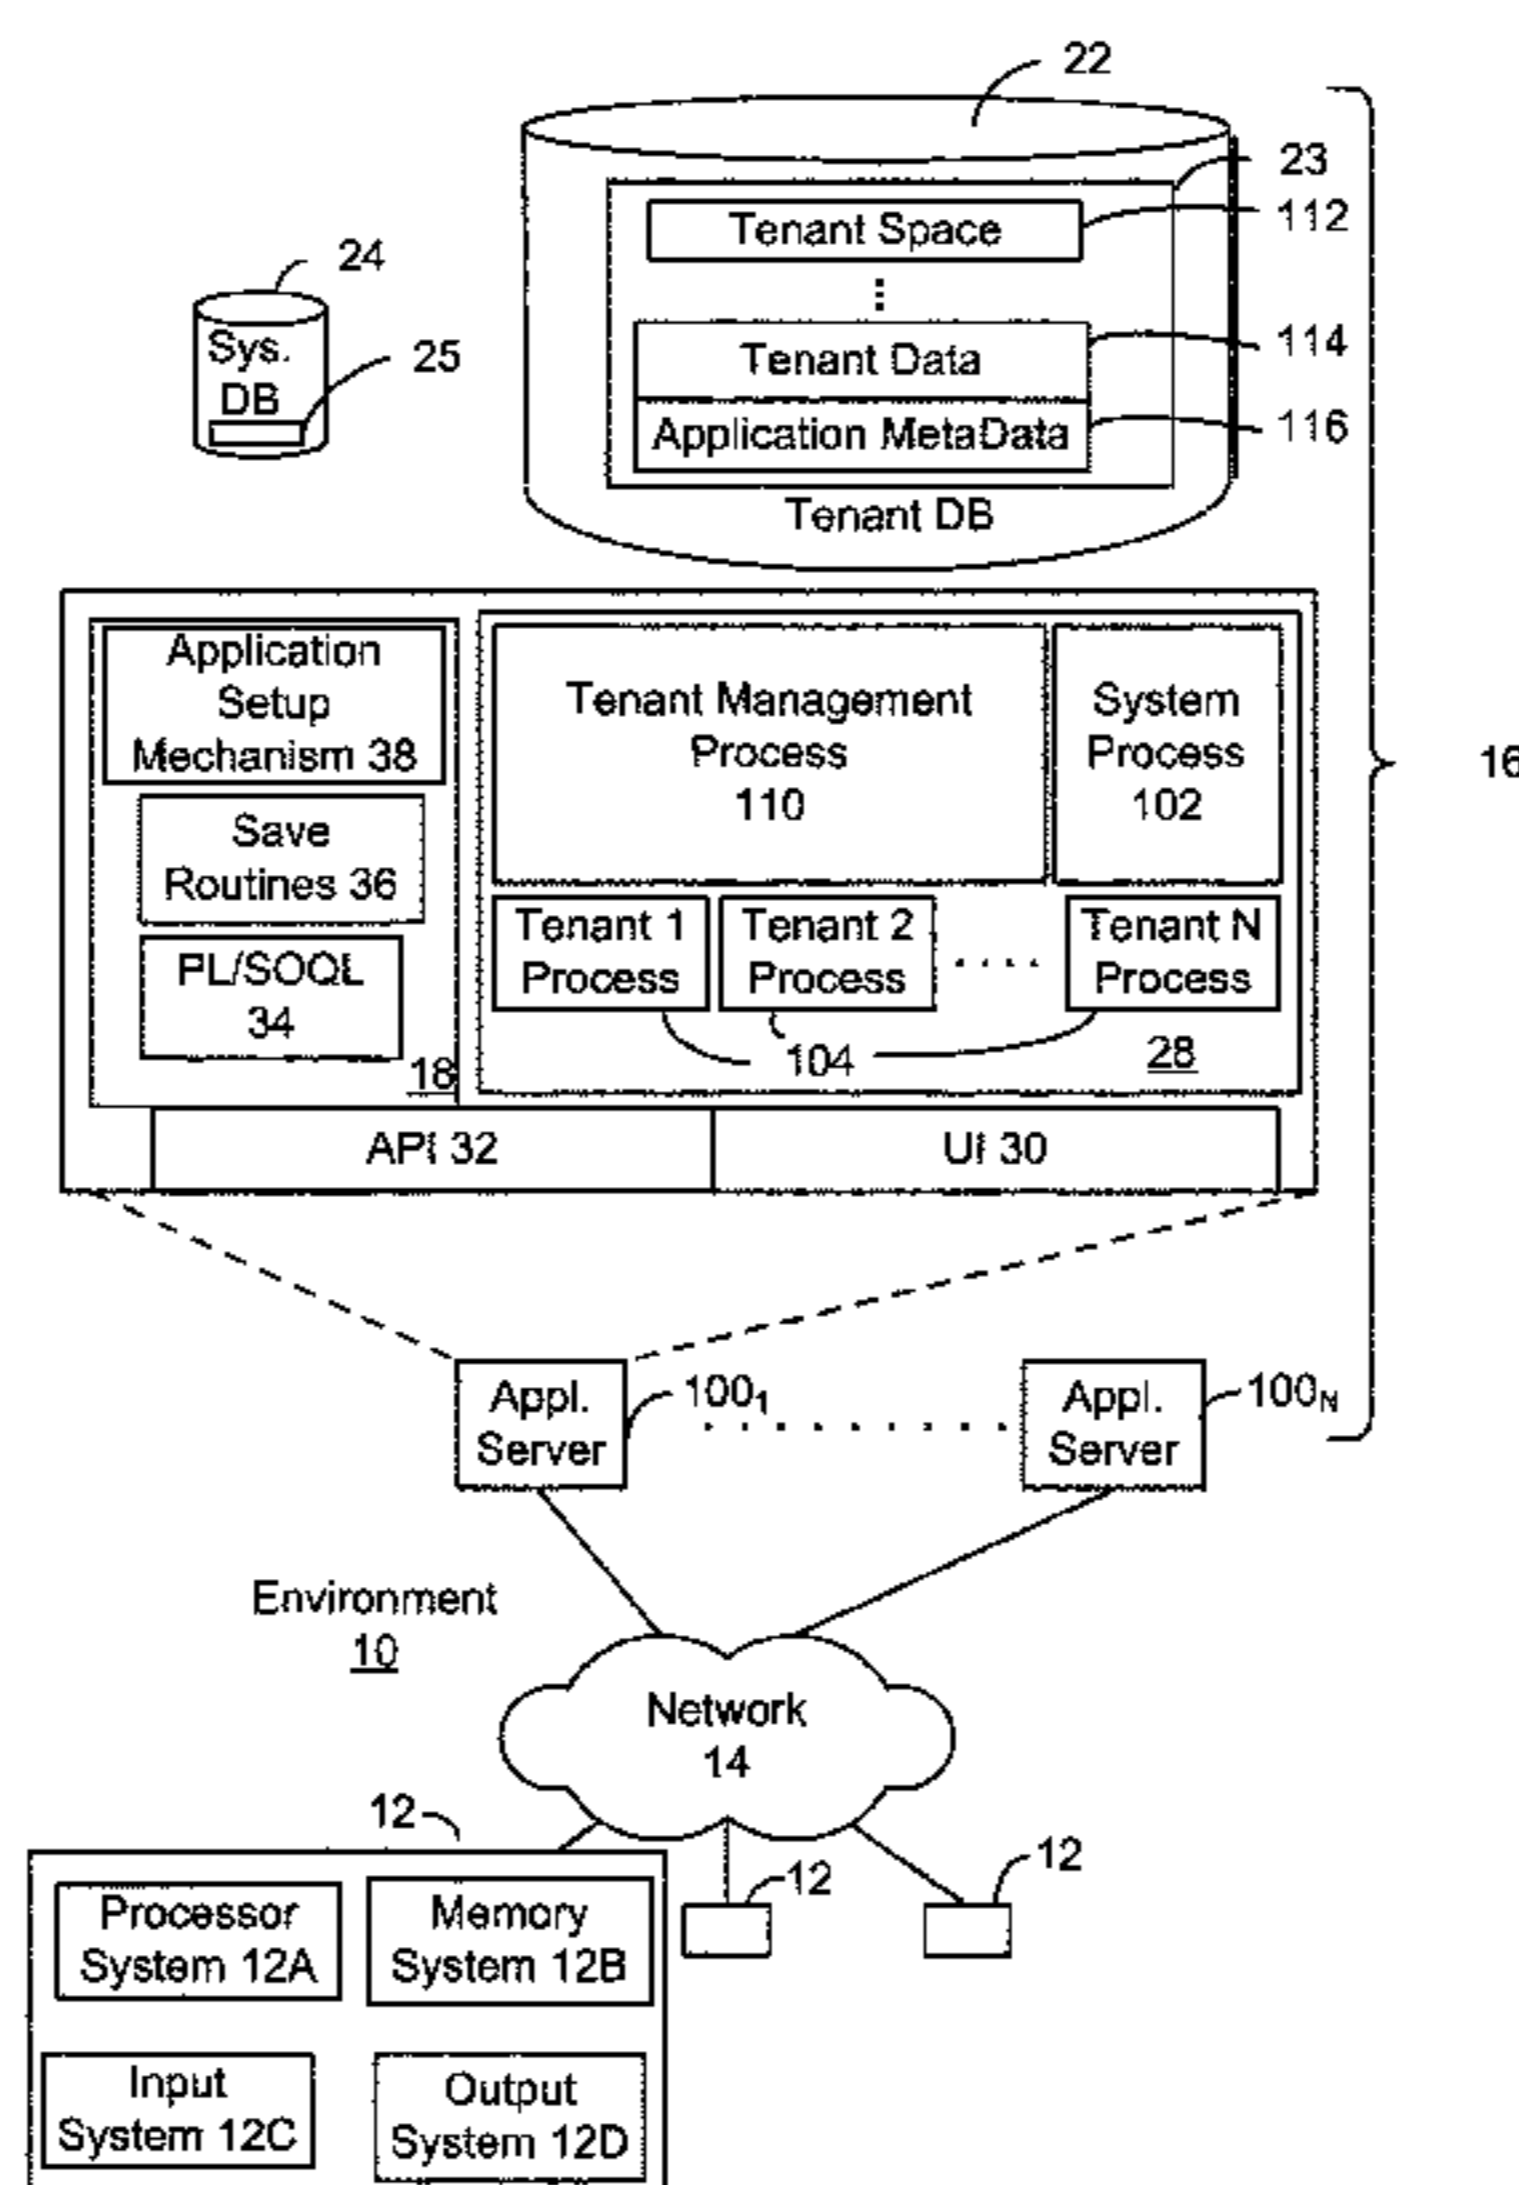 22
23
Tenant Space
112
24
Sys.
DB
25
Tenant Data
114
Application MetaData
116
Tenant DB
Application
Setup
Mechanism 38
Tenant Management
Process
110
System
Process
102
16
Save
Routines 36
Tenant 1
Process
Tenant 2
Process
Tenant N
Process
PL/SOQL
34
104
28
18
API 32
UI 30
Appl.
Server
100₁
Appl.
Server
100ₙ
Environment
10
Network
14
12
12
12
Processor
System 12A
Memory
System 12B
Input
System 12C
Output
System 12D